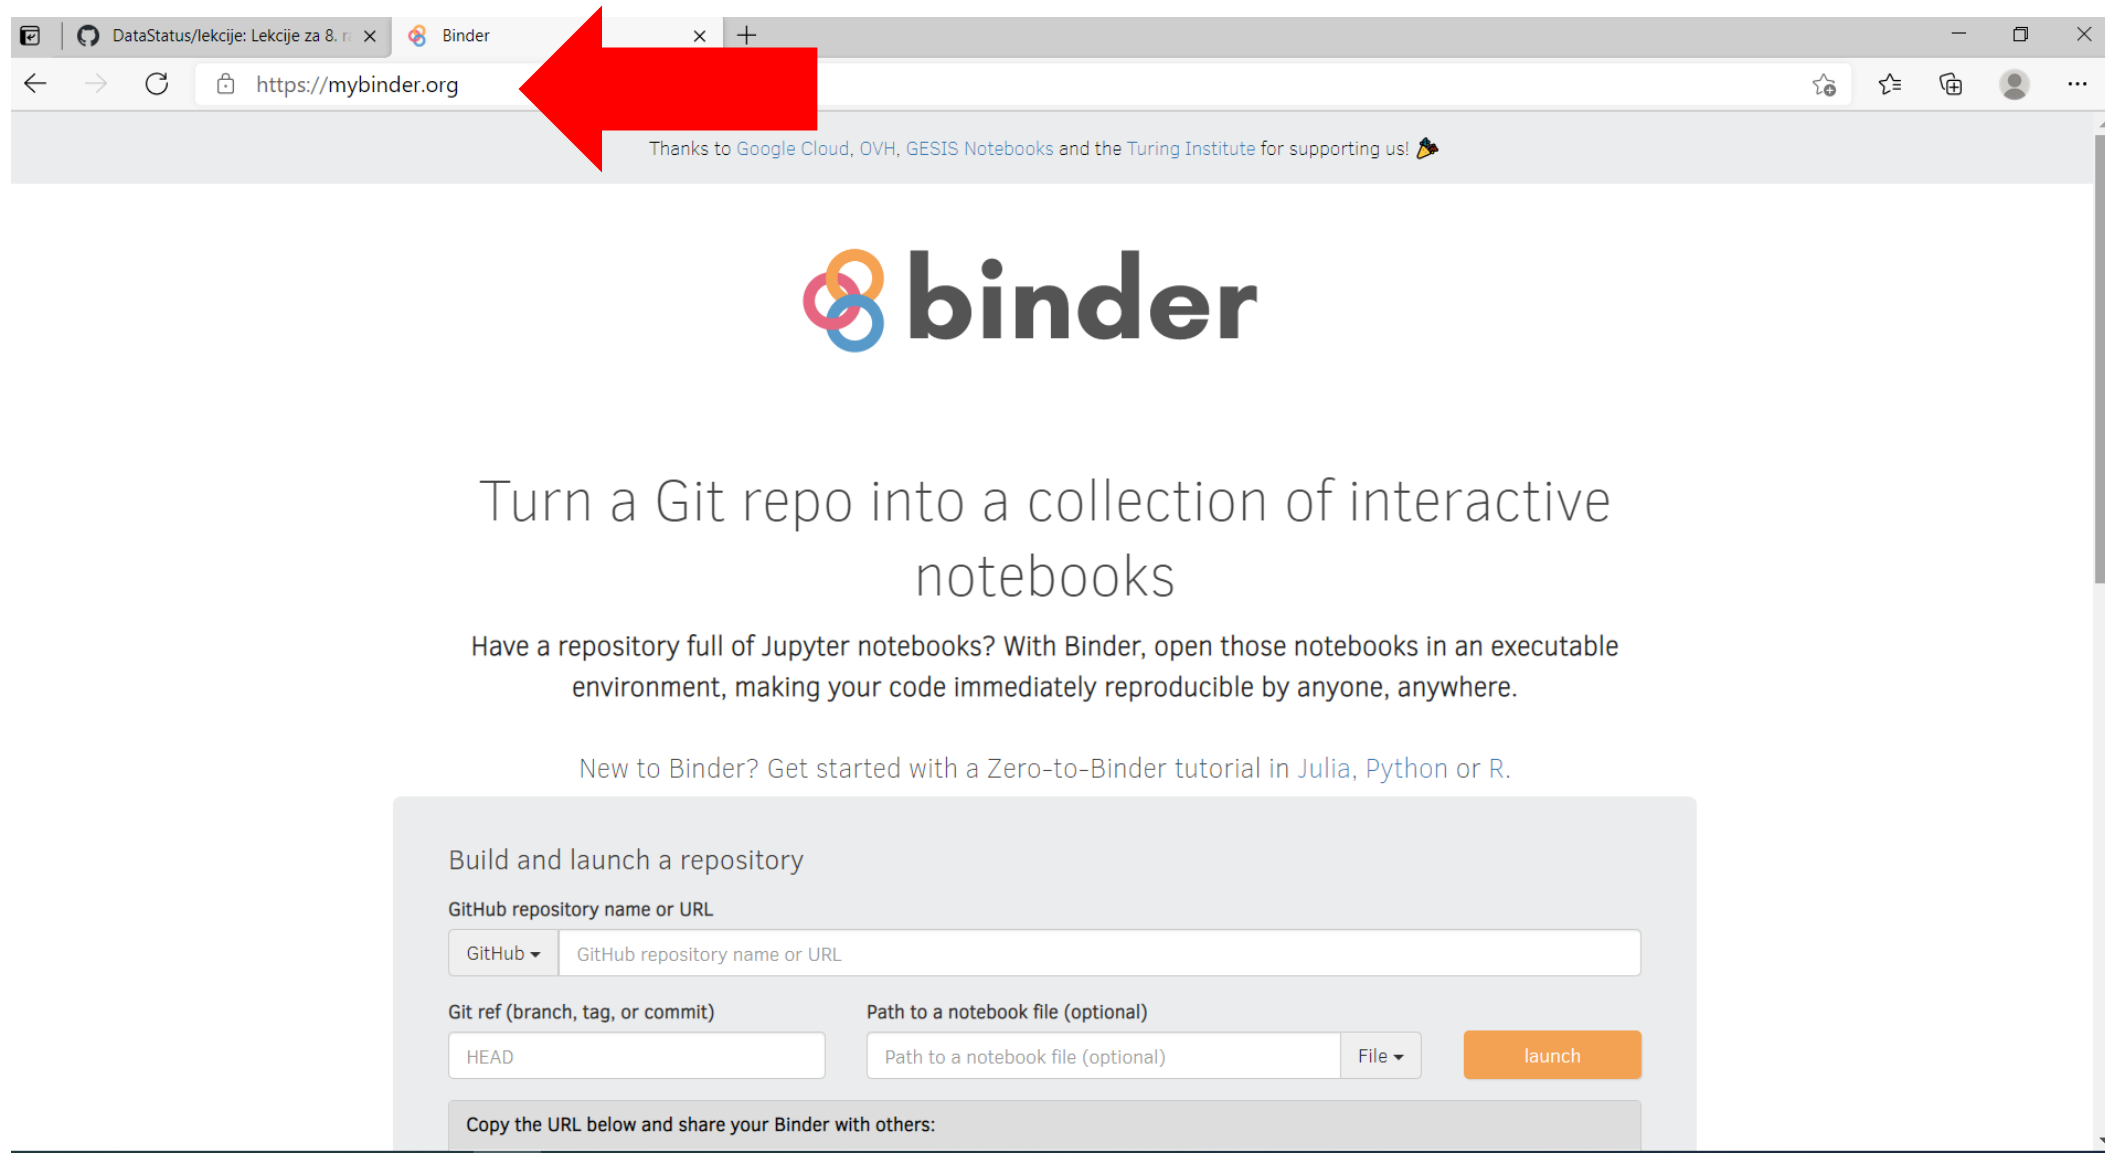 DataStatus/lekcije: Lekcije za 8. ra
Binder
https://mybinder.org
Thanks to Google Cloud, OVH, GESIS Notebooks and the Turing Institute for supporting us!
binder
Turn a Git repo into a collection of interactive
notebooks
Have a repository full of Jupyter notebooks? With Binder, open those notebooks in an executable
environment, making your code immediately reproducible by anyone, anywhere.
New to Binder? Get started with a Zero-to-Binder tutorial in Julia, Python or R.
Build and launch a repository
GitHub repository name or URL
GitHub
GitHub repository name or URL
Git ref (branch, tag, or commit)
Path to a notebook file (optional)
HEAD
Path to a notebook file (optional)
File
launch
Copy the URL below and share your Binder with others: